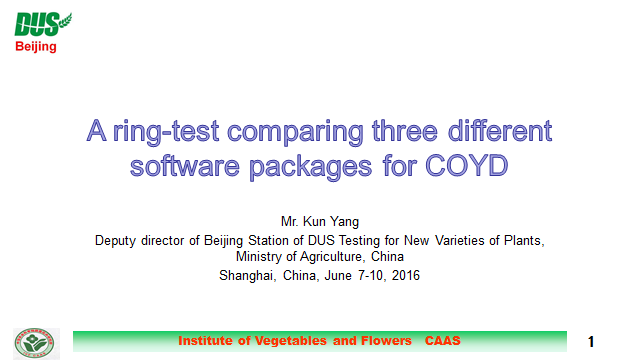 DUS
Beijing
A ring-test comparing three different
software packages for COYD
Mr. Kun Yang
Deputy director of Beijing Station of DUS Testing for New Varieties of Plants,
Ministry of Agriculture, China
Shanghai, China, June 7-10, 2016
Institute of Vegetables and Flowers CAAS
1